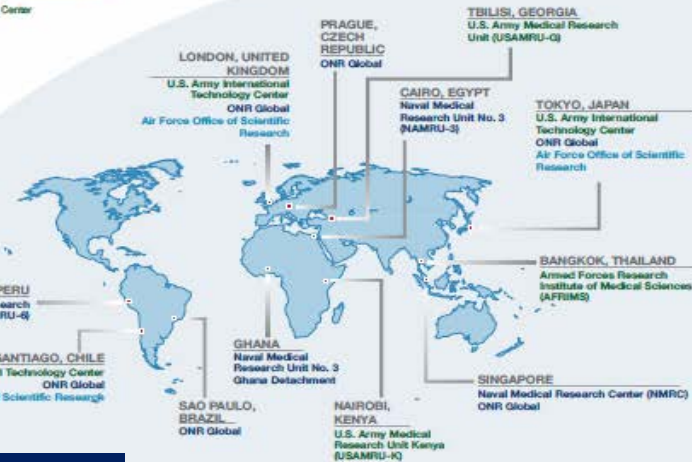 Center
TBILISI, GEORGIA
U.S. Army Medical Research
Unit (USAMRU-G)
PRAGUE,
CZECH
REPUBLIC
ONR Global
LONDON, UNITED
KINGDOM
U.S. Army International
Technology Center
ONR Global
Air Force Office of Scientific
Research
CAIRO, EGYPT
Naval Medical
Research Unit No. 3
(NAMRU-3)
TOKYO, JAPAN
U.S. Army International
Technology Center
ONR Global
Air Force Office of Scientific
Research
BANGKOK, THAILAND
Armed Forces Research
Institute of Medical Sciences
(AFRIMS)
PERU
earch
RU-6)
SANTIAGO, CHILE
l Technology Center
ONR Global
Scientific Research
GHANA
Naval Medical
Research Unit No. 3
Ghana Detachment
SINGAPORE
Naval Medical Research Center (NMRC)
ONR Global
SAO PAULO,
BRAZIL
ONR Global
NAIROBI,
KENYA
U.S. Army Medical
Research Unit Kenya
(USAMRU-K)